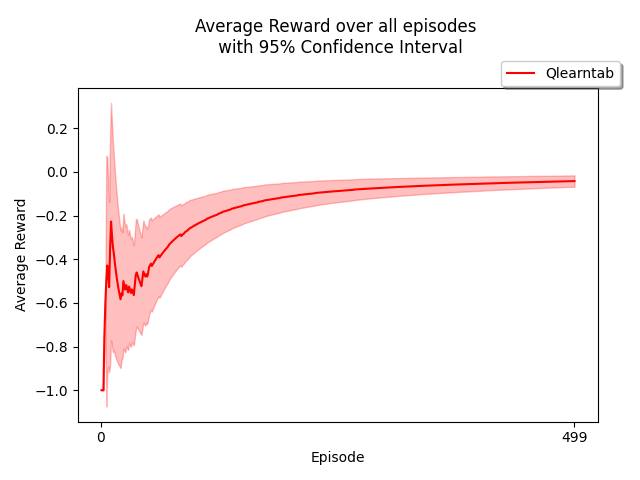 Average Reward over all episodes
with 95% Confidence Interval
Qlearntab
0.2
0.0
−0.2
−0.4
−0.6
−0.8
−1.0
Average Reward
0
499
Episode